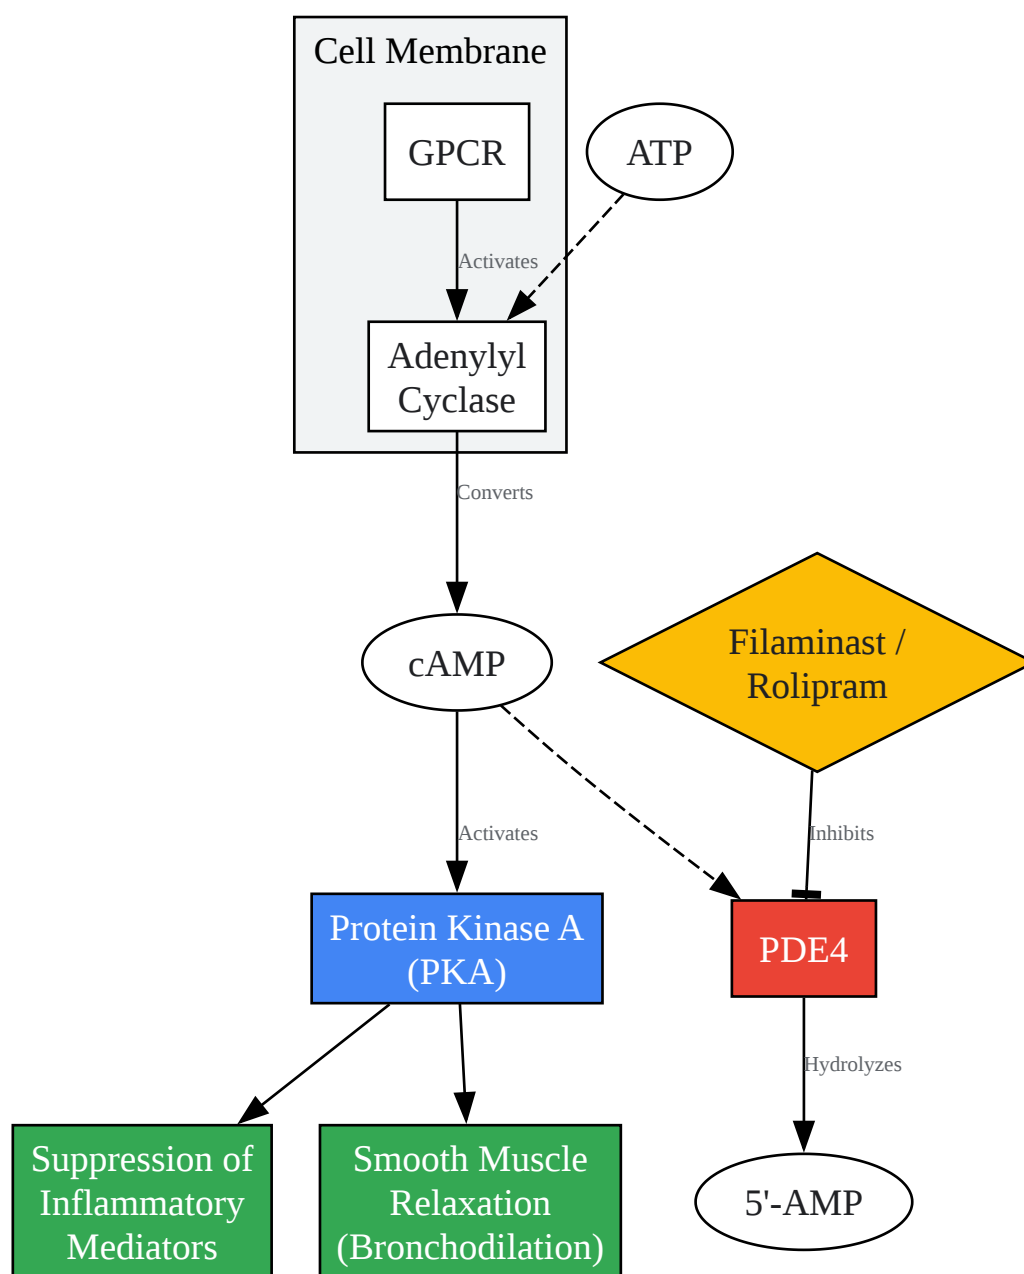 Cell Membrane
GPCR
ATP
Activates
Adenylyl
Cyclase
Converts
cAMP
Filaminast /
Rolipram
Activates
Inhibits
Protein Kinase A
(PKA)
PDE4
Hydrolyzes
Suppression of
Inflammatory
Mediators
Smooth Muscle
Relaxation
(Bronchodilation)
5'-AMP